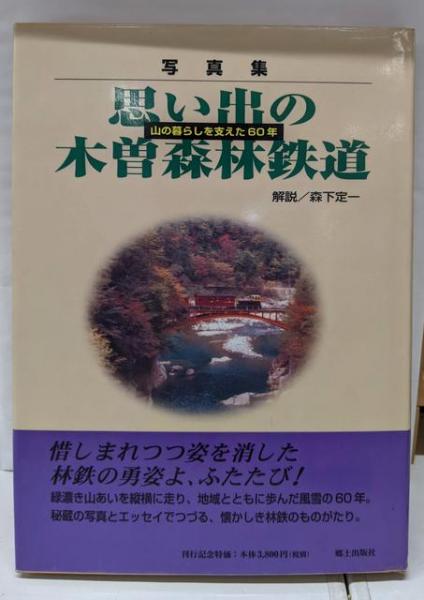 写真集
思い出の
山の暮らしを支えた60年
木曽森林鉄道
解説／森下定一
惜しまれつつ姿を消した
林鉄の勇姿よ、ふたたび！
緑濃き山あいを縦横に走り、地域とともに歩んだ風雪の60年。
秘蔵の写真とエッセイでつづる、懐かしき林鉄のものがたり。
刊行記念特価：本体3,800円（税別）
郷土出版社